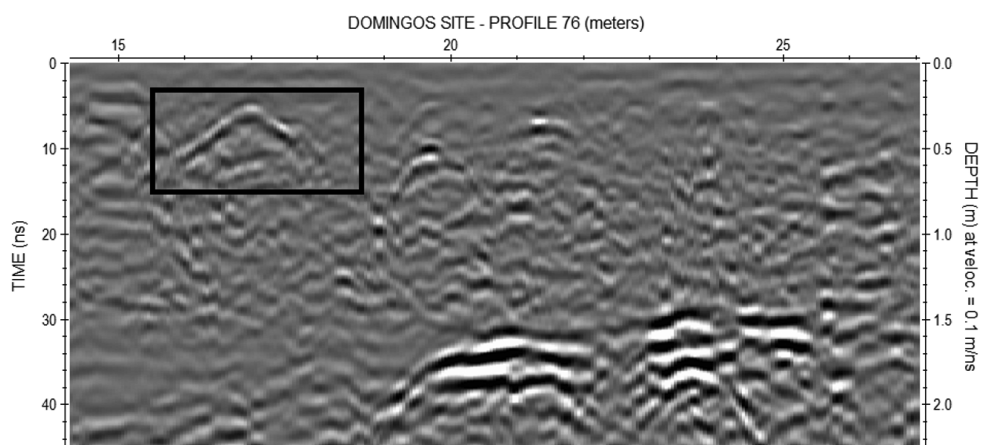 DOMINGOS SITE - PROFILE 76 (meters)
15 20 25
0 0.0
10 0.5
20 1.0
30 1.5
40 2.0
TIME (ns)
DEPTH (m) at veloc. = 0.1 m/ns